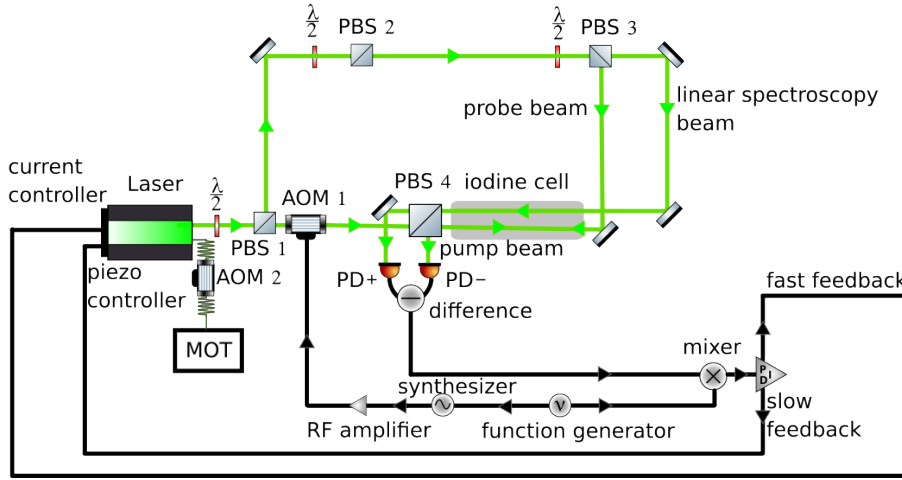 λ/2
PBS 2
λ/2
PBS 3
probe beam
linear spectroscopy
beam
current
controller
Laser
λ/2
AOM 1
PBS 4
iodine cell
PBS 1
pump beam
piezo
controller
AOM 2
PD+
PD−
difference
fast feedback
MOT
mixer
synthesizer
P I
D
slow
feedback
RF amplifier
function generator
ν